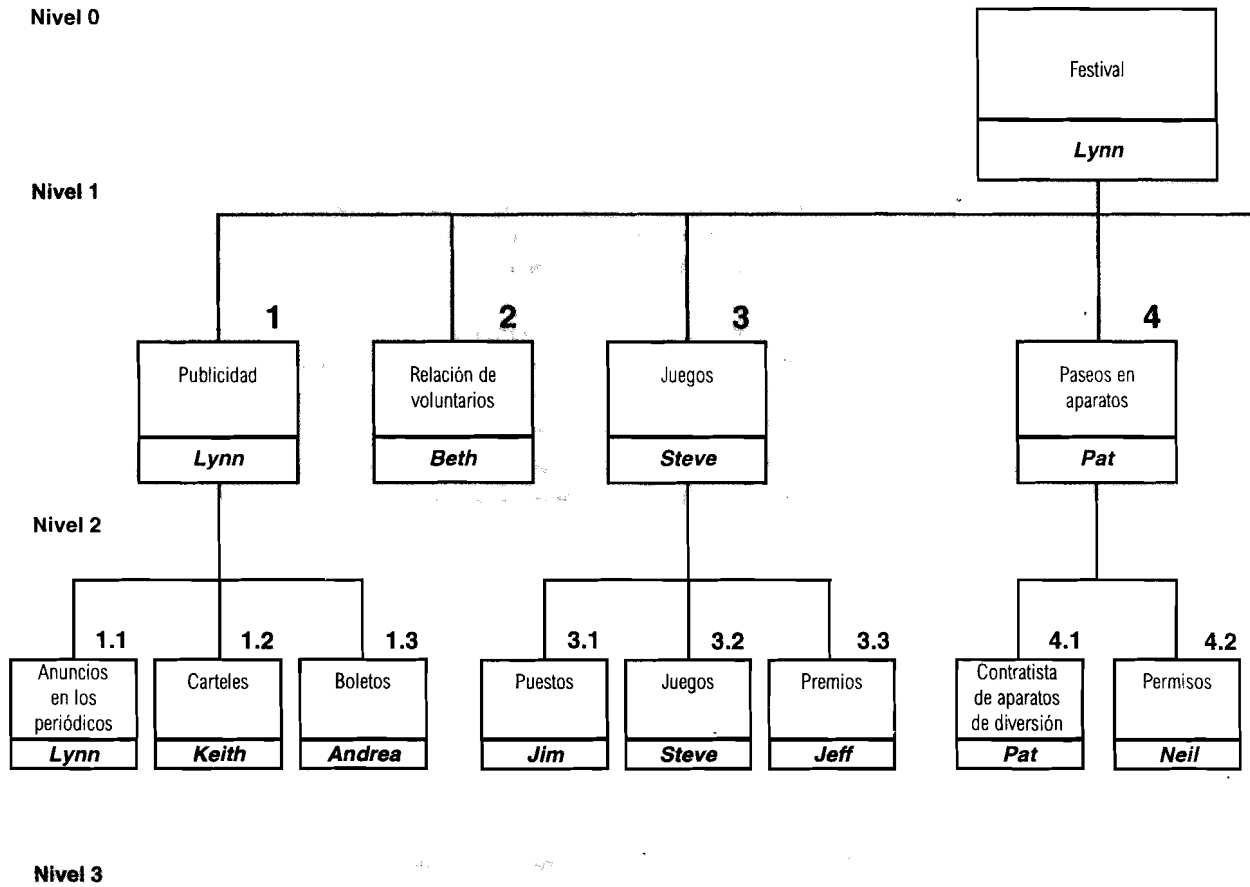 Nivel 0
Festival
Lynn
Nivel 1
1
2
3
4
Publicidad
Lynn
Relación de
voluntarios
Beth
Juegos
Steve
Paseos en
aparatos
Pat
Nivel 2
1.1
1.2
1.3
3.1
3.2
3.3
4.1
4.2
Anuncios
en los
periódicos
Lynn
Carteles
Keith
Boletos
Andrea
Puestos
Jim
Juegos
Steve
Premios
Jeff
Contratista
de aparatos
de diversión
Pat
Permisos
Neil
Nivel 3